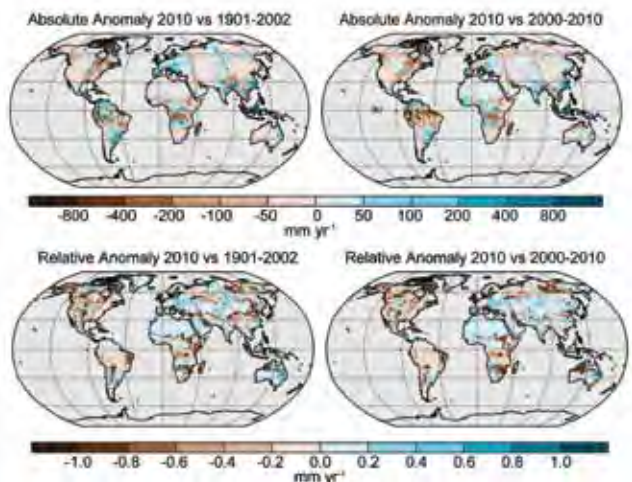 Absolute Anomaly 2010 vs 1901-2002
Absolute Anomaly 2010 vs 2000-2010
-800 -400 -200 -100 -50 0 50 100 200 400 800
mm yr⁻¹
Relative Anomaly 2010 vs 1901-2002
Relative Anomaly 2010 vs 2000-2010
-1.0 -0.8 -0.6 -0.4 -0.2 0.0 0.2 0.4 0.6 0.8 1.0
mm yr⁻¹